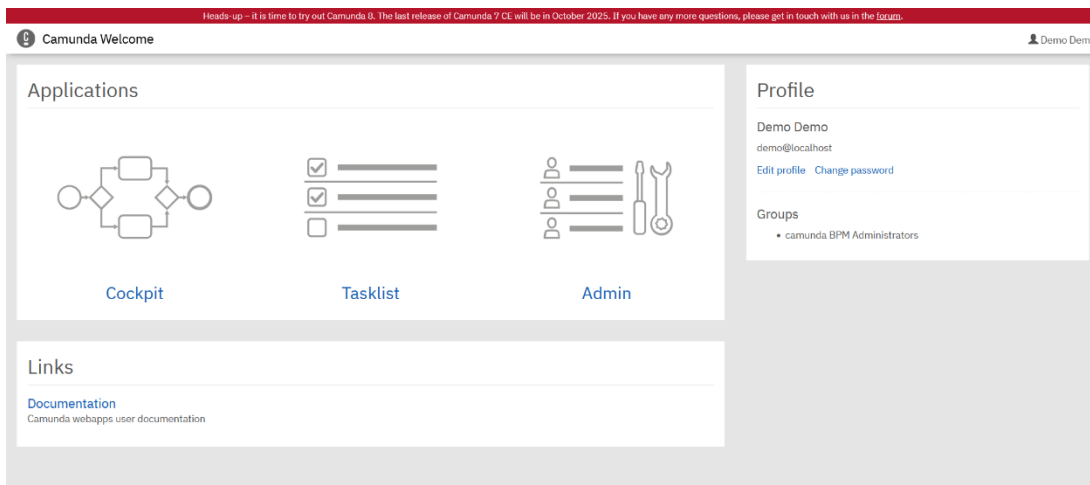 Heads-up – it is time to try out Camunda 8. The last release of Camunda 7 CE will be in October 2025. If you have any more questions, please get in touch with us in the forum.
Camunda Welcome
Demo Dem
Applications
Cockpit
Tasklist
Admin
Links
Documentation
Camunda webapps user documentation
Profile
Demo Demo
demo@localhost
Edit profile Change password
Groups
• camunda BPM Administrators